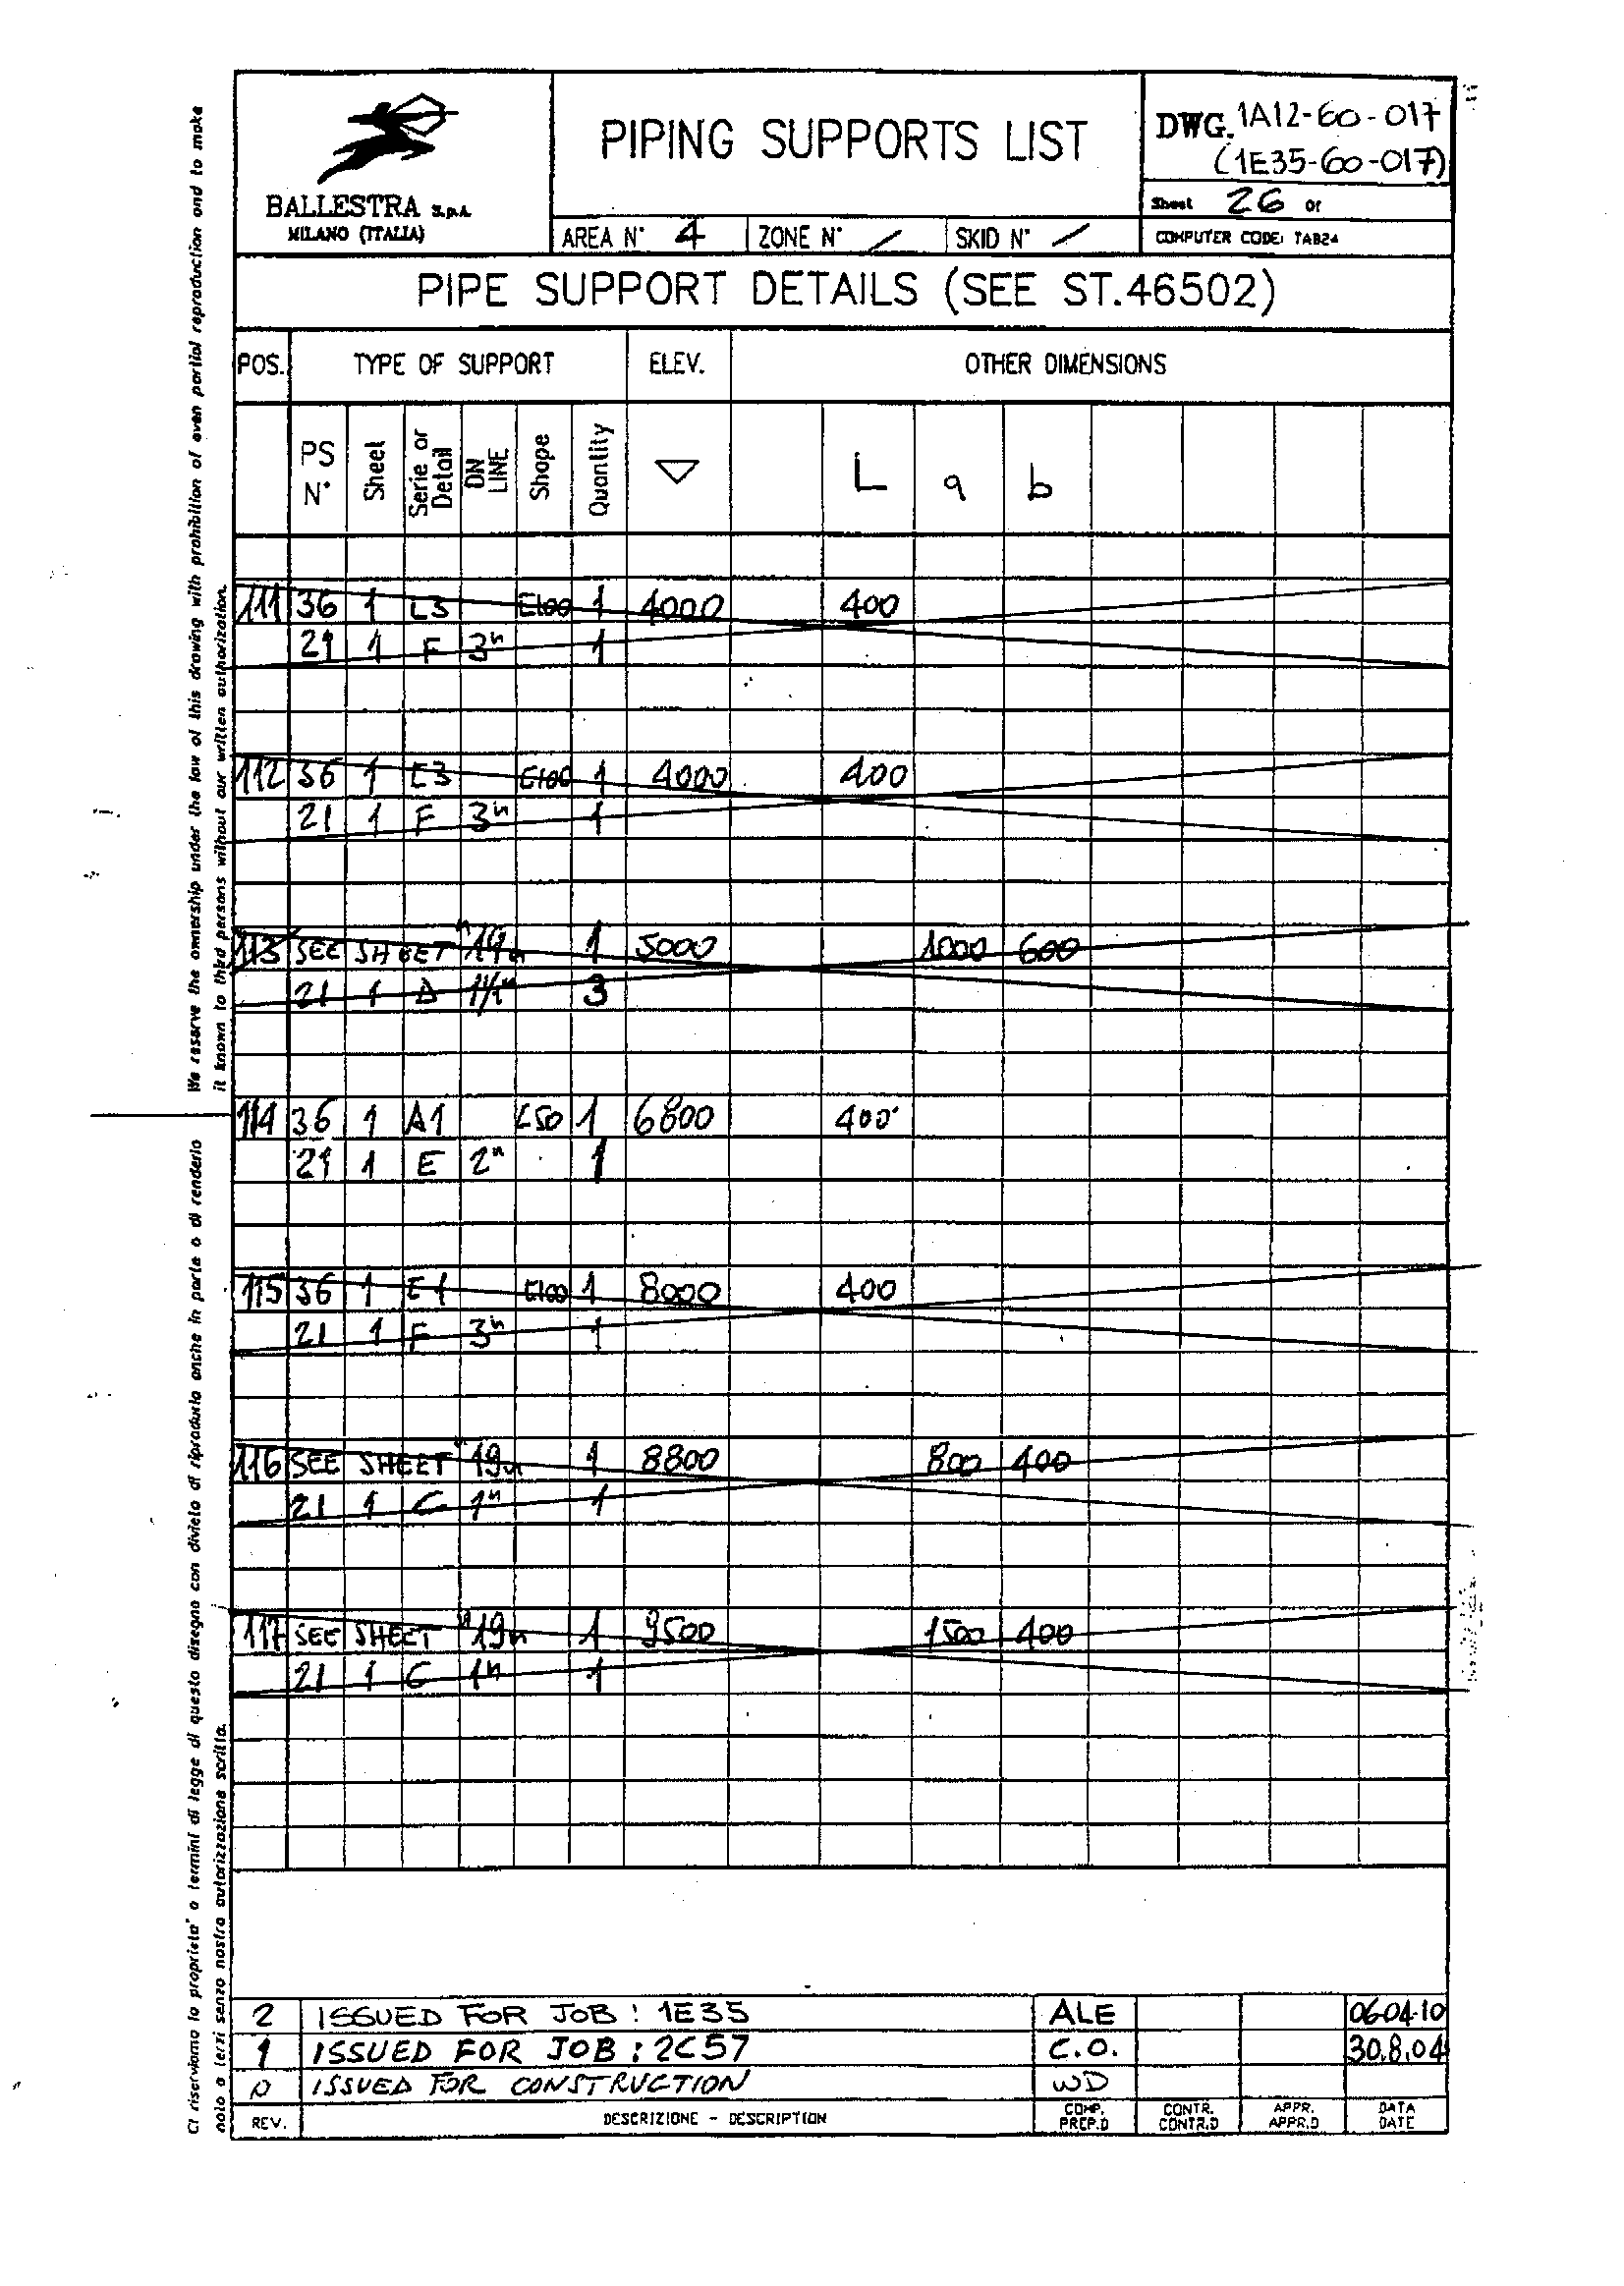 BALLESTRA S.p.A.
MILANO (ITALIA)
PIPING SUPPORTS LIST
DWG. 1A12-60-017
(1E35-60-017)
Sheet 26 of
AREA N° 4 ZONE N° / SKID N° /
COMPUTER CODE: TAB24
PIPE SUPPORT DETAILS (SEE ST.46502)
POS. TYPE OF SUPPORT ELEV. OTHER DIMENSIONS
PS N° Sheet Serie or Detail DN LINE Shape Quantity ▽ L a b
111 36 1 L3 E100 1 4000 400
21 1 F 3" 1
112 36 1 E3 E100 1 4000 400
21 1 F 3" 1
113 SEE SHEET "19" 1 5000 1000 600
21 1 A 1½" 3
114 36 1 A1 L50 1 6800 400
21 1 E 2" 1
115 36 1 E1 E100 1 8000 400
21 1 F 3" 1
116 SEE SHEET "19" 1 8800 800 400
21 1 C 1" 1
117 SEE SHEET "19" 1 9500 1500 400
21 1 C 1" 1
2 ISSUED FOR JOB: 1E35 ALE 06-04-10
1 ISSUED FOR JOB: 2C57 C.O. 30.8.04
0 ISSUED FOR CONSTRUCTION WD
REV. DESCRIZIONE - DESCRIPTION COMP. PREP.D CONTR. CONTR.D APPR. APPR.D DATA DATE
We reserve the ownership under the low of this drawing with prohibition of even partial reproduction and to make
it known to third persons without our written authorization.
Ci riserviamo la proprieta' a termini di legge di questo disegno con divieto di riprodurlo anche in parte o di renderlo
noto a terzi senza nostra autorizzazione scritta.